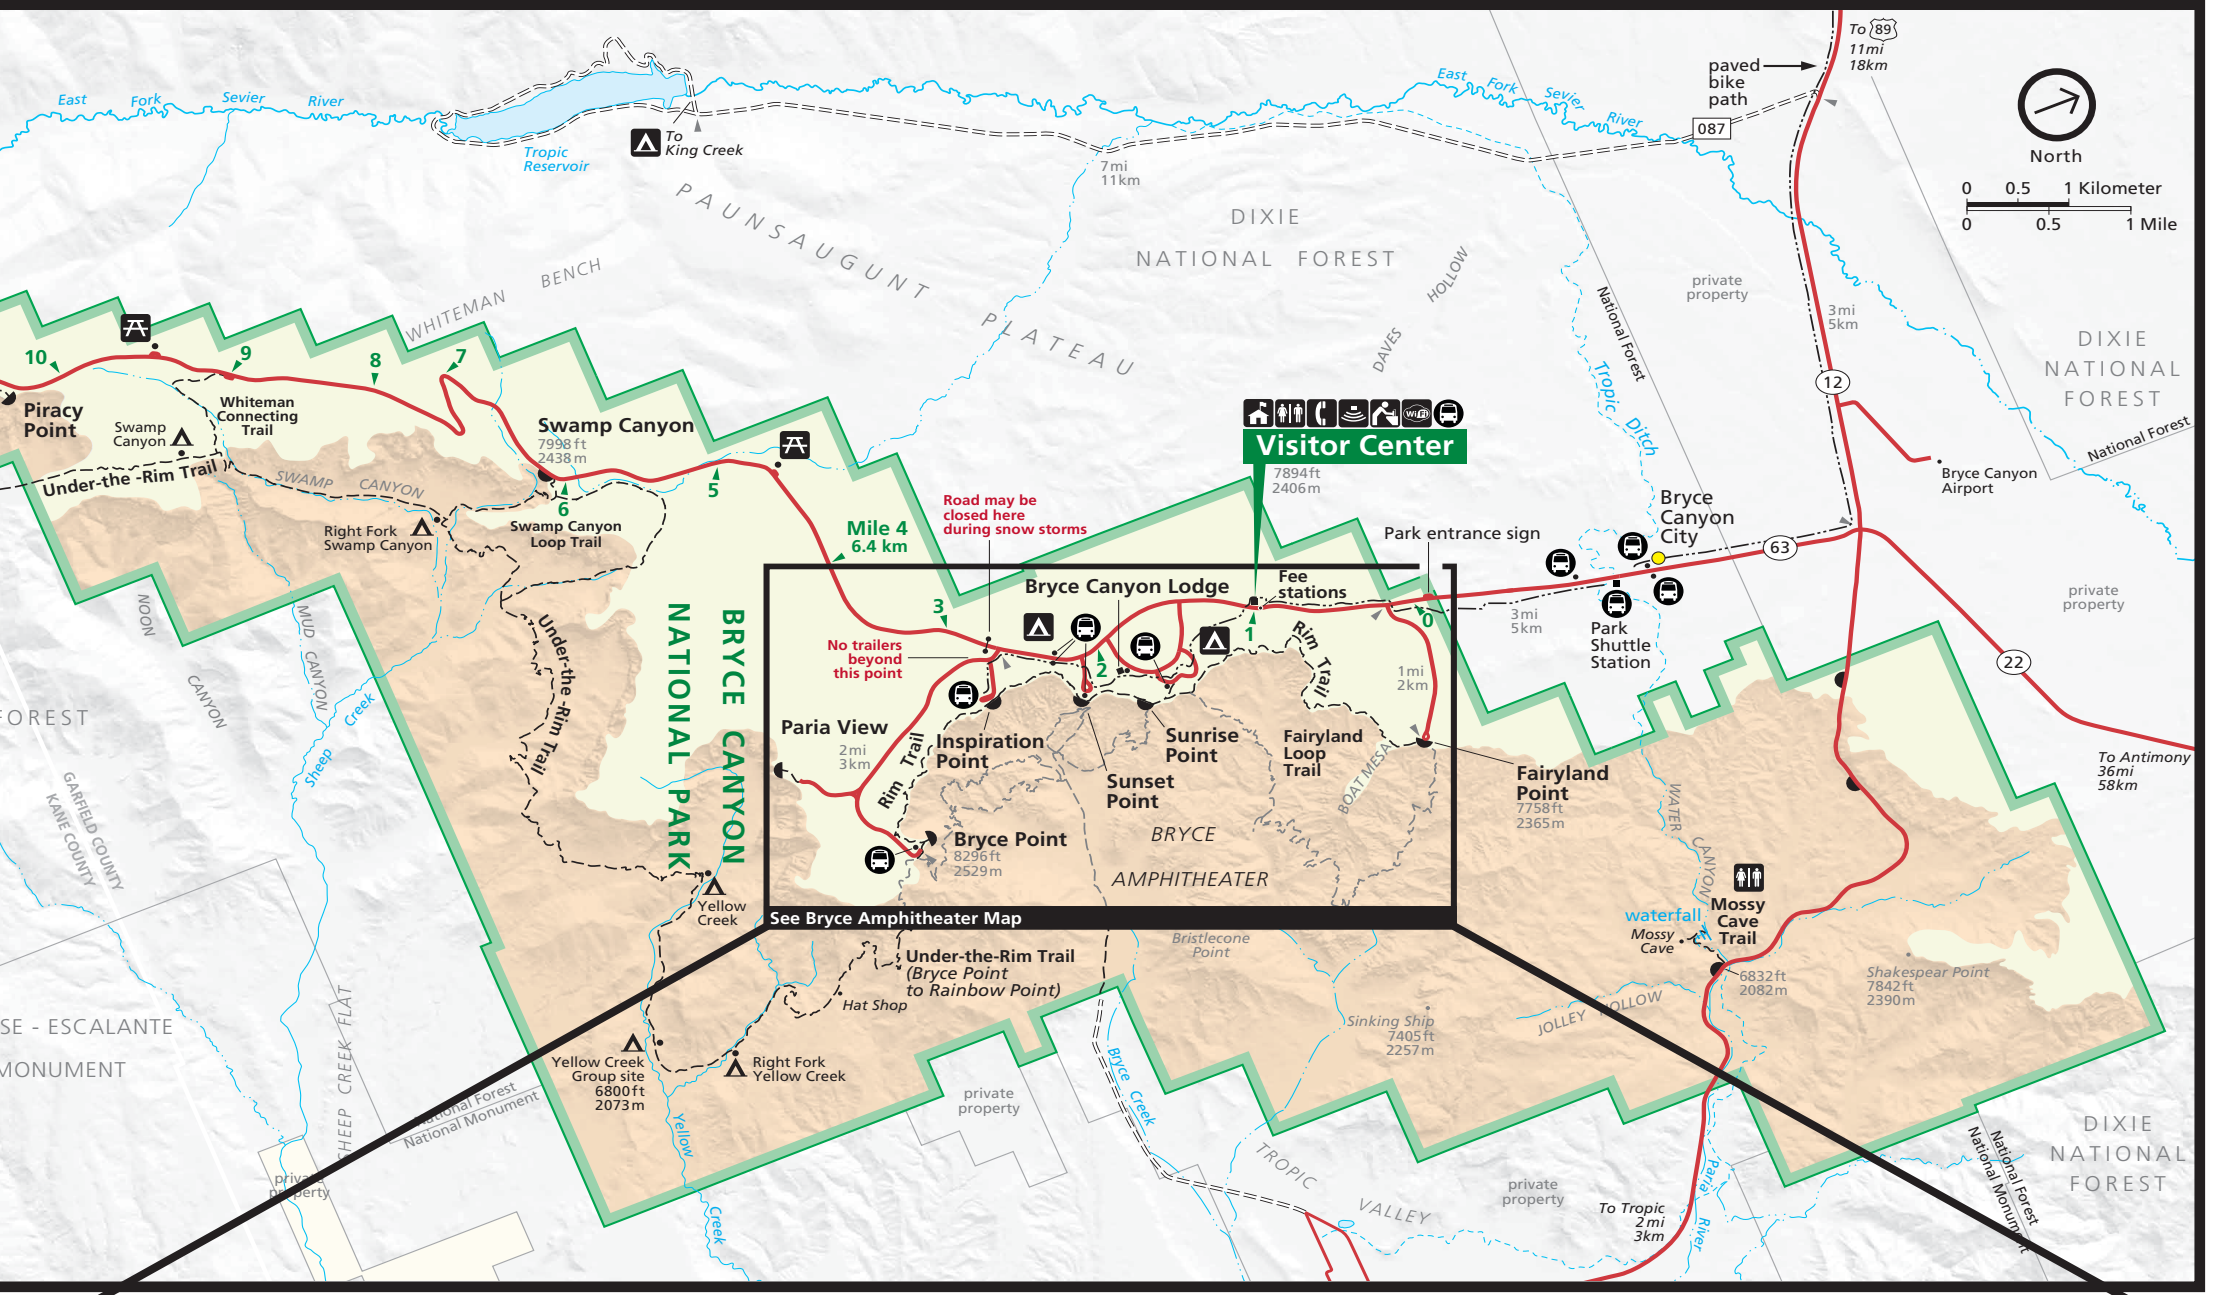 To 89
11mi
18km
paved
bike
path
087
North
0 0.5 1 Kilometer
0 0.5 1 Mile
East Fork Sevier River
Tropic
Reservoir
To
King Creek
7mi
11km
East Fork Sevier River
PAUNSAUGUNT
PLATEAU
DIXIE
NATIONAL FOREST
DAVES HOLLOW
WHITEMAN BENCH
National Forest
private
property
3mi
5km
12
DIXIE
NATIONAL
FOREST
National Forest
Tropic Ditch
Bryce Canyon
Airport
10
9
8
7
Piracy
Point
Swamp
Canyon
Whiteman
Connecting
Trail
Under-the-Rim Trail
SWAMP CANYON
Right Fork
Swamp Canyon
Swamp Canyon
7998ft
2438m
6
5
Swamp Canyon
Loop Trail
Mile 4
6.4 km
Road may be
closed here
during snow storms
WiFi
Visitor Center
7894ft
2406m
Park entrance sign
Bryce
Canyon
City
63
Park
Shuttle
Station
3mi
5km
private
property
22
To Antimony
36mi
58km
Bryce Canyon Lodge
Fee
stations
3
2
1
0
No trailers
beyond
this point
Rim Trail
1mi
2km
Paria View
2mi
3km
Rim Trail
Inspiration
Point
Sunset
Point
Sunrise
Point
Fairyland
Loop
Trail
BOAT MESA
Fairyland
Point
7758ft
2365m
Bryce Point
8296ft
2529m
BRYCE
AMPHITHEATER
See Bryce Amphitheater Map
BRYCE CANYON
NATIONAL PARK
Under-the-Rim Trail
NOON CANYON
MUD CANYON
Sheep Creek
FOREST
GARFIELD COUNTY
KANE COUNTY
SE - ESCALANTE
MONUMENT
SHEEP CREEK FLAT
National Forest
National Monument
private
property
Yellow
Creek
Under-the-Rim Trail
(Bryce Point
to Rainbow Point)
Hat Shop
Yellow Creek
Group site
6800ft
2073m
Right Fork
Yellow Creek
Yellow Creek
private
property
Bryce Creek
Bristlecone
Point
Sinking Ship
7405ft
2257m
JOLLEY HOLLOW
WATER CANYON
waterfall
Mossy
Cave
Mossy
Cave
Trail
6832ft
2082m
Shakespear Point
7842ft
2390m
TROPIC VALLEY
private
property
To Tropic
2mi
3km
Paria River
National Forest
National Monument
DIXIE
NATIONAL
FOREST